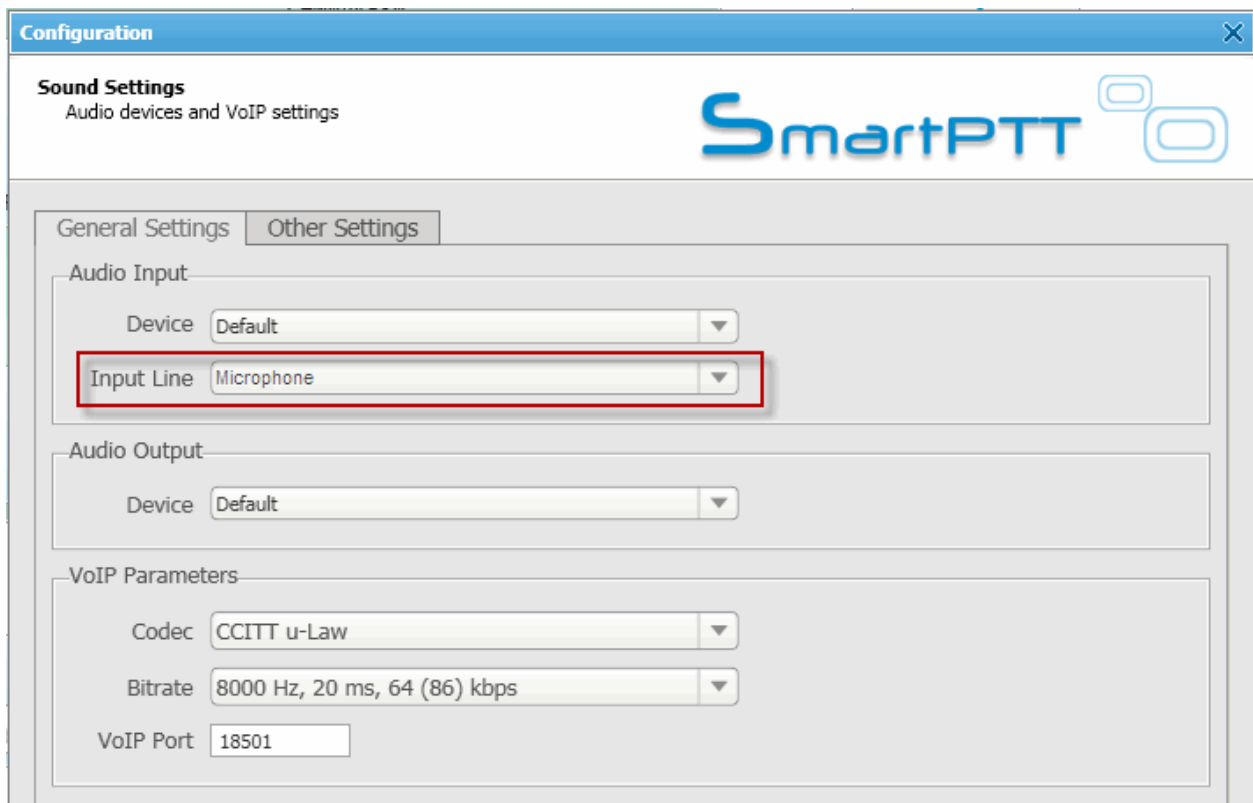 Configuration
Sound Settings
Audio devices and VoIP settings
SmartPTT
General Settings Other Settings
Audio Input
Device Default
Input Line Microphone
Audio Output
Device Default
VoIP Parameters
Codec CCITT u-Law
Bitrate 8000 Hz, 20 ms, 64 (86) kbps
VoIP Port 18501